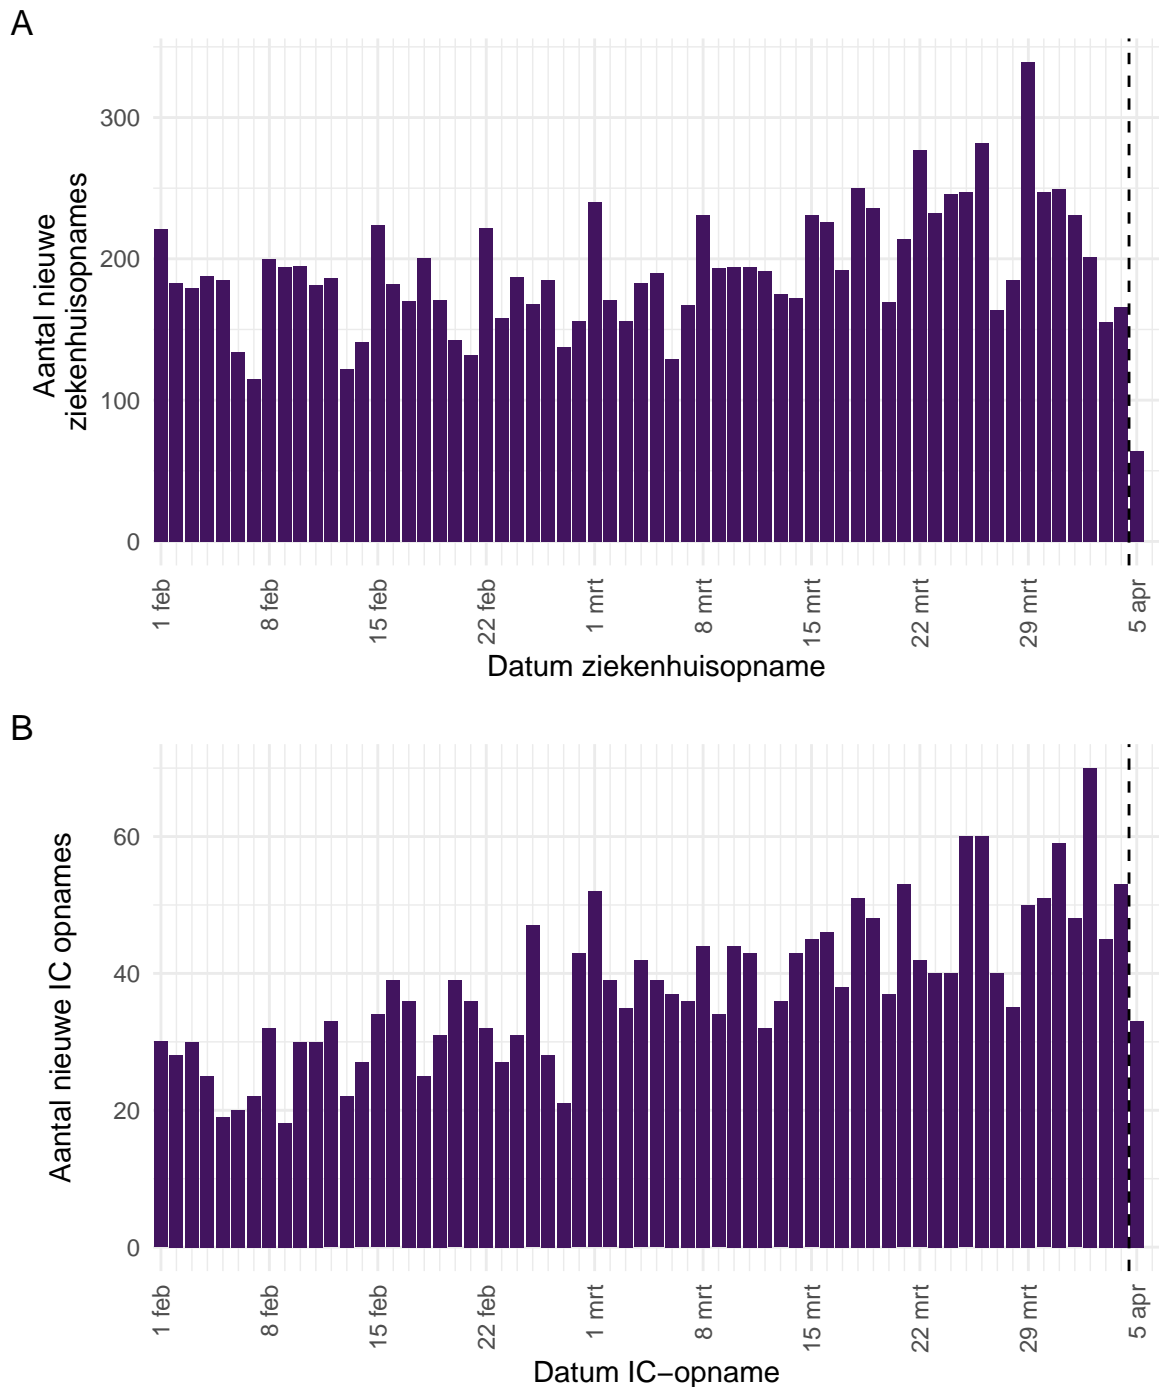 A
Aantal nieuwe
ziekenhuisopnames
300
200
100
0
1 feb
8 feb
15 feb
22 feb
1 mrt
8 mrt
15 mrt
22 mrt
29 mrt
5 apr
Datum ziekenhuisopname
B
Aantal nieuwe IC opnames
60
40
20
0
1 feb
8 feb
15 feb
22 feb
1 mrt
8 mrt
15 mrt
22 mrt
29 mrt
5 apr
Datum IC−opname